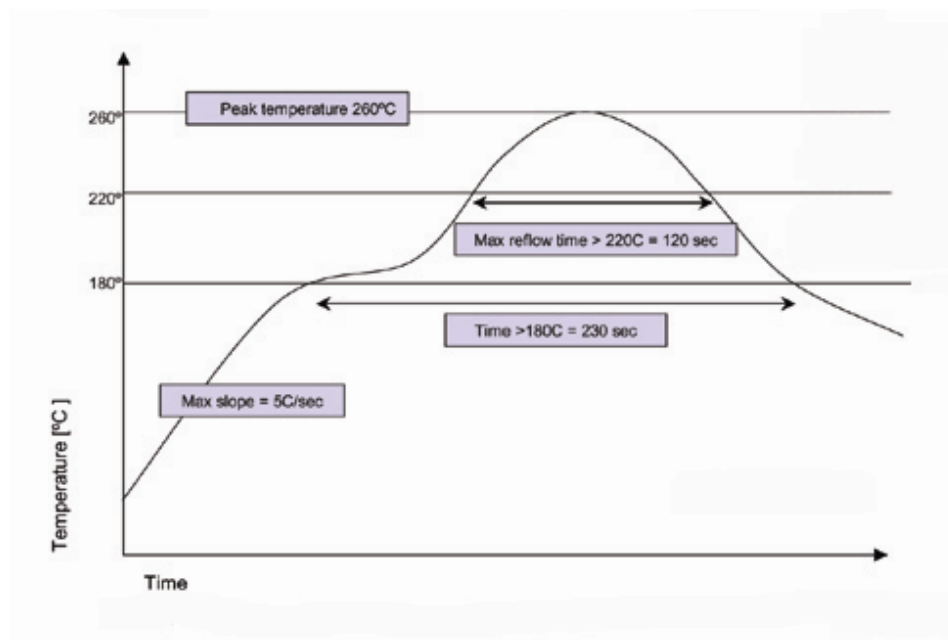 Peak temperature 260ºC
260º
220º
Max reflow time > 220C = 120 sec
180º
Time >180C = 230 sec
Max slope = 5C/sec
Temperature [ºC ]
Time